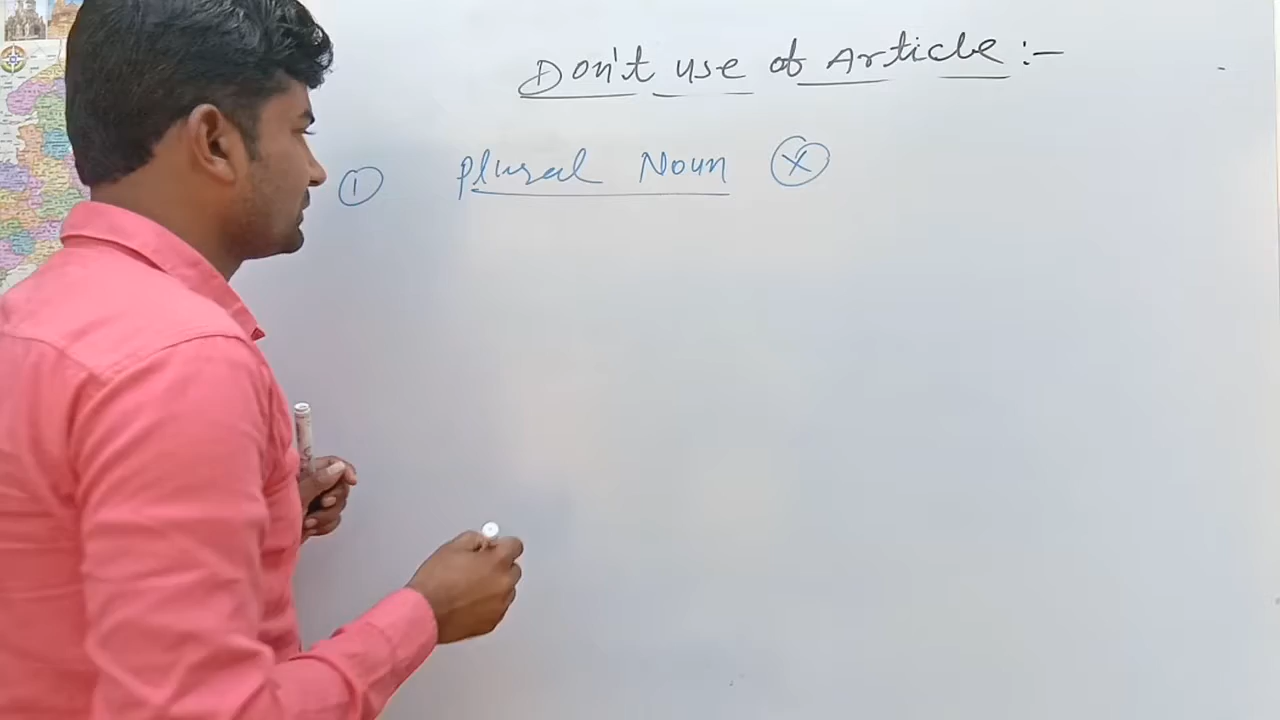 Don't use of Article :-
① Plural Noun ⓧ